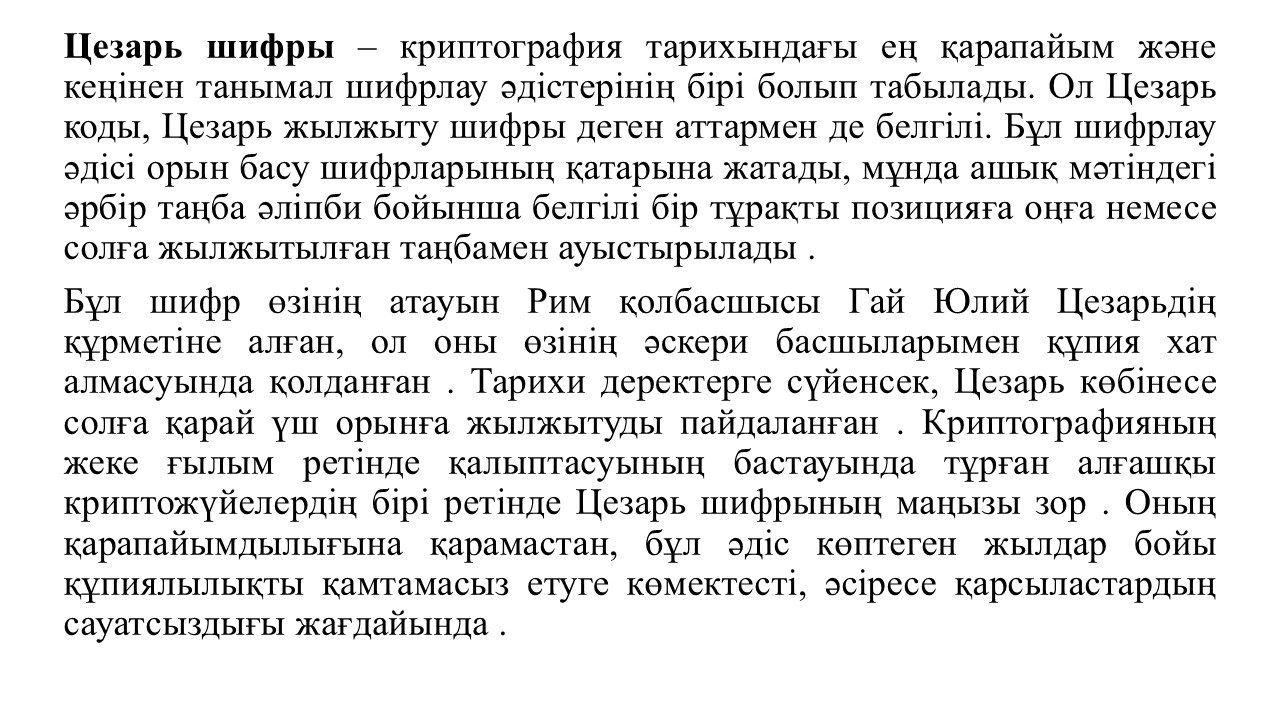 Цезарь шифры – криптография тарихындағы ең қарапайым және
кеңінен танымал шифрлау әдістерінің бірі болып табылады. Ол Цезарь
коды, Цезарь жылжыту шифры деген аттармен де белгілі. Бұл шифрлау
әдісі орын басу шифрларының қатарына жатады, мұнда ашық мәтіндегі
әрбір таңба әліпби бойынша белгілі бір тұрақты позицияға оңға немесе
солға жылжытылған таңбамен ауыстырылады .
Бұл шифр өзінің атауын Рим қолбасшысы Гай Юлий Цезарьдің
құрметіне алған, ол оны өзінің әскери басшыларымен құпия хат
алмасуында қолданған . Тарихи деректерге сүйенсек, Цезарь көбінесе
солға қарай үш орынға жылжытуды пайдаланған . Криптографияның
жеке ғылым ретінде қалыптасуының бастауында тұрған алғашқы
криптожүйелердің бірі ретінде Цезарь шифрының маңызы зор . Оның
қарапайымдылығына қарамастан, бұл әдіс көптеген жылдар бойы
құпиялылықты қамтамасыз етуге көмектесті, әсіресе қарсыластардың
сауатсыздығы жағдайында .